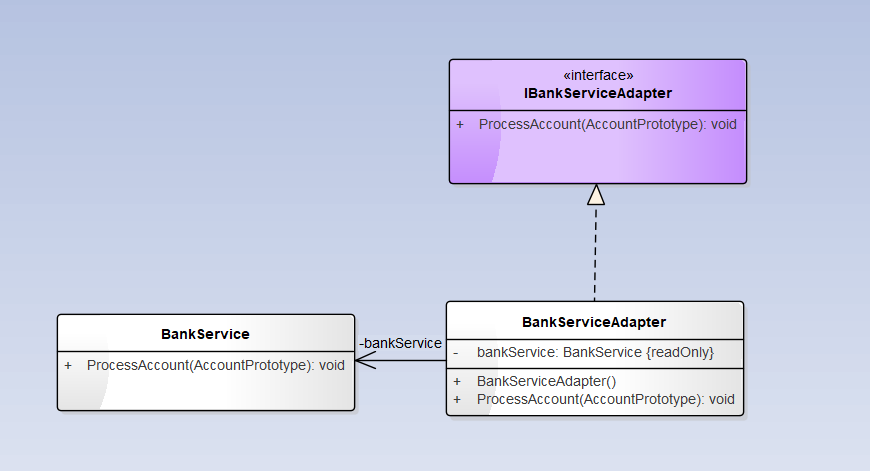 «interface»
IBankServiceAdapter
+ ProcessAccount(AccountPrototype): void
BankService
+ ProcessAccount(AccountPrototype): void
-bankService
BankServiceAdapter
- bankService: BankService {readOnly}
+ BankServiceAdapter()
+ ProcessAccount(AccountPrototype): void